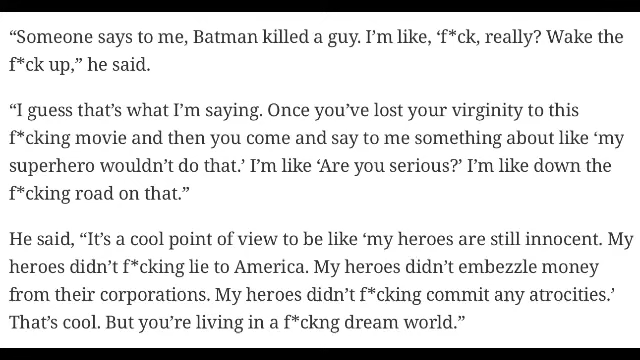 “Someone says to me, Batman killed a guy. I’m like, ‘f*ck, really? Wake the
f*ck up,” he said.
“I guess that’s what I’m saying. Once you’ve lost your virginity to this
f*cking movie and then you come and say to me something about like ‘my
superhero wouldn’t do that.’ I’m like ‘Are you serious?’ I’m like down the
f*cking road on that.”
He said, “It’s a cool point of view to be like ‘my heroes are still innocent. My
heroes didn’t f*cking lie to America. My heroes didn’t embezzle money
from their corporations. My heroes didn’t f*cking commit any atrocities.’
That’s cool. But you’re living in a f*ckng dream world.”